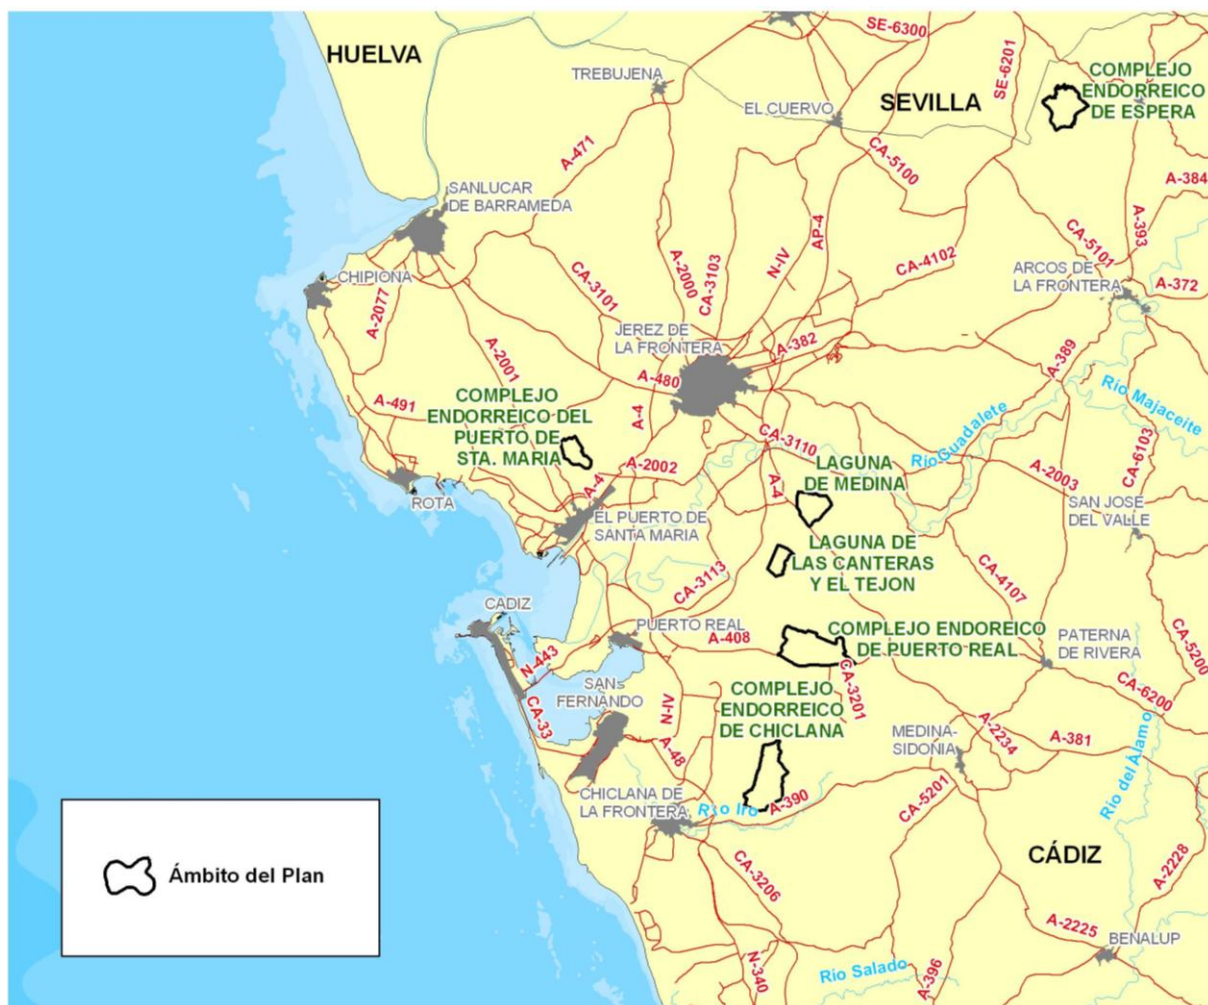 HUELVA
SE-6300
TREBUJENA
SE-6201
COMPLEJO
ENDORREICO
DE ESPERA
SEVILLA
EL CUERVO
A-471
CA-5100
A-384
SANLUCAR
DE BARRAMEDA
A-393
AP-4
CA-5101
CHIPIONA
A-2077
CA-3101
A-2000
CA-3103
N-IV
CA-4102
ARCOS DE
LA FRONTERA
A-372
JEREZ DE
LA FRONTERA
A-382
A-389
A-2001
A-480
Río Majaceite
COMPLEJO
ENDORREICO DEL
PUERTO DE
STA. MARIA
A-491
A-4
CA-3110
Río Guadalete
CA-6103
A-2002
LAGUNA
DE MEDINA
A-2003
A-4
A-4
ROTA
EL PUERTO DE
SANTA MARIA
SAN JOSE
DEL VALLE
LAGUNA DE
LAS CANTERAS
Y EL TEJON
CA-3113
CA-4107
CADIZ
PUERTO REAL
A-408
COMPLEJO ENDOREICO
DE PUERTO REAL
PATERNA
DE RIVERA
CA-5200
N-443
CA-3201
CA-6200
SAN
FERNANDO
CA-33
N-IV
COMPLEJO
ENDORREICO
DE CHICLANA
A-48
MEDINA-
SIDONIA
A-2234
A-381
Río del Álamo
CHICLANA DE
LA FRONTERA
Río Iro
A-390
CA-5201
Ámbito del Plan
CÁDIZ
CA-3206
A-2228
A-2225
BENALUP
N-340
Río Salado
A-396